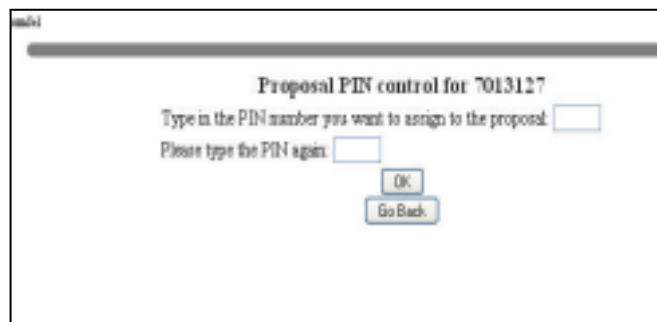 Proposal PIN control for 7013127
Type in the PIN number you want to assign to the proposal:
Please type the PIN again:
OK
Go Back